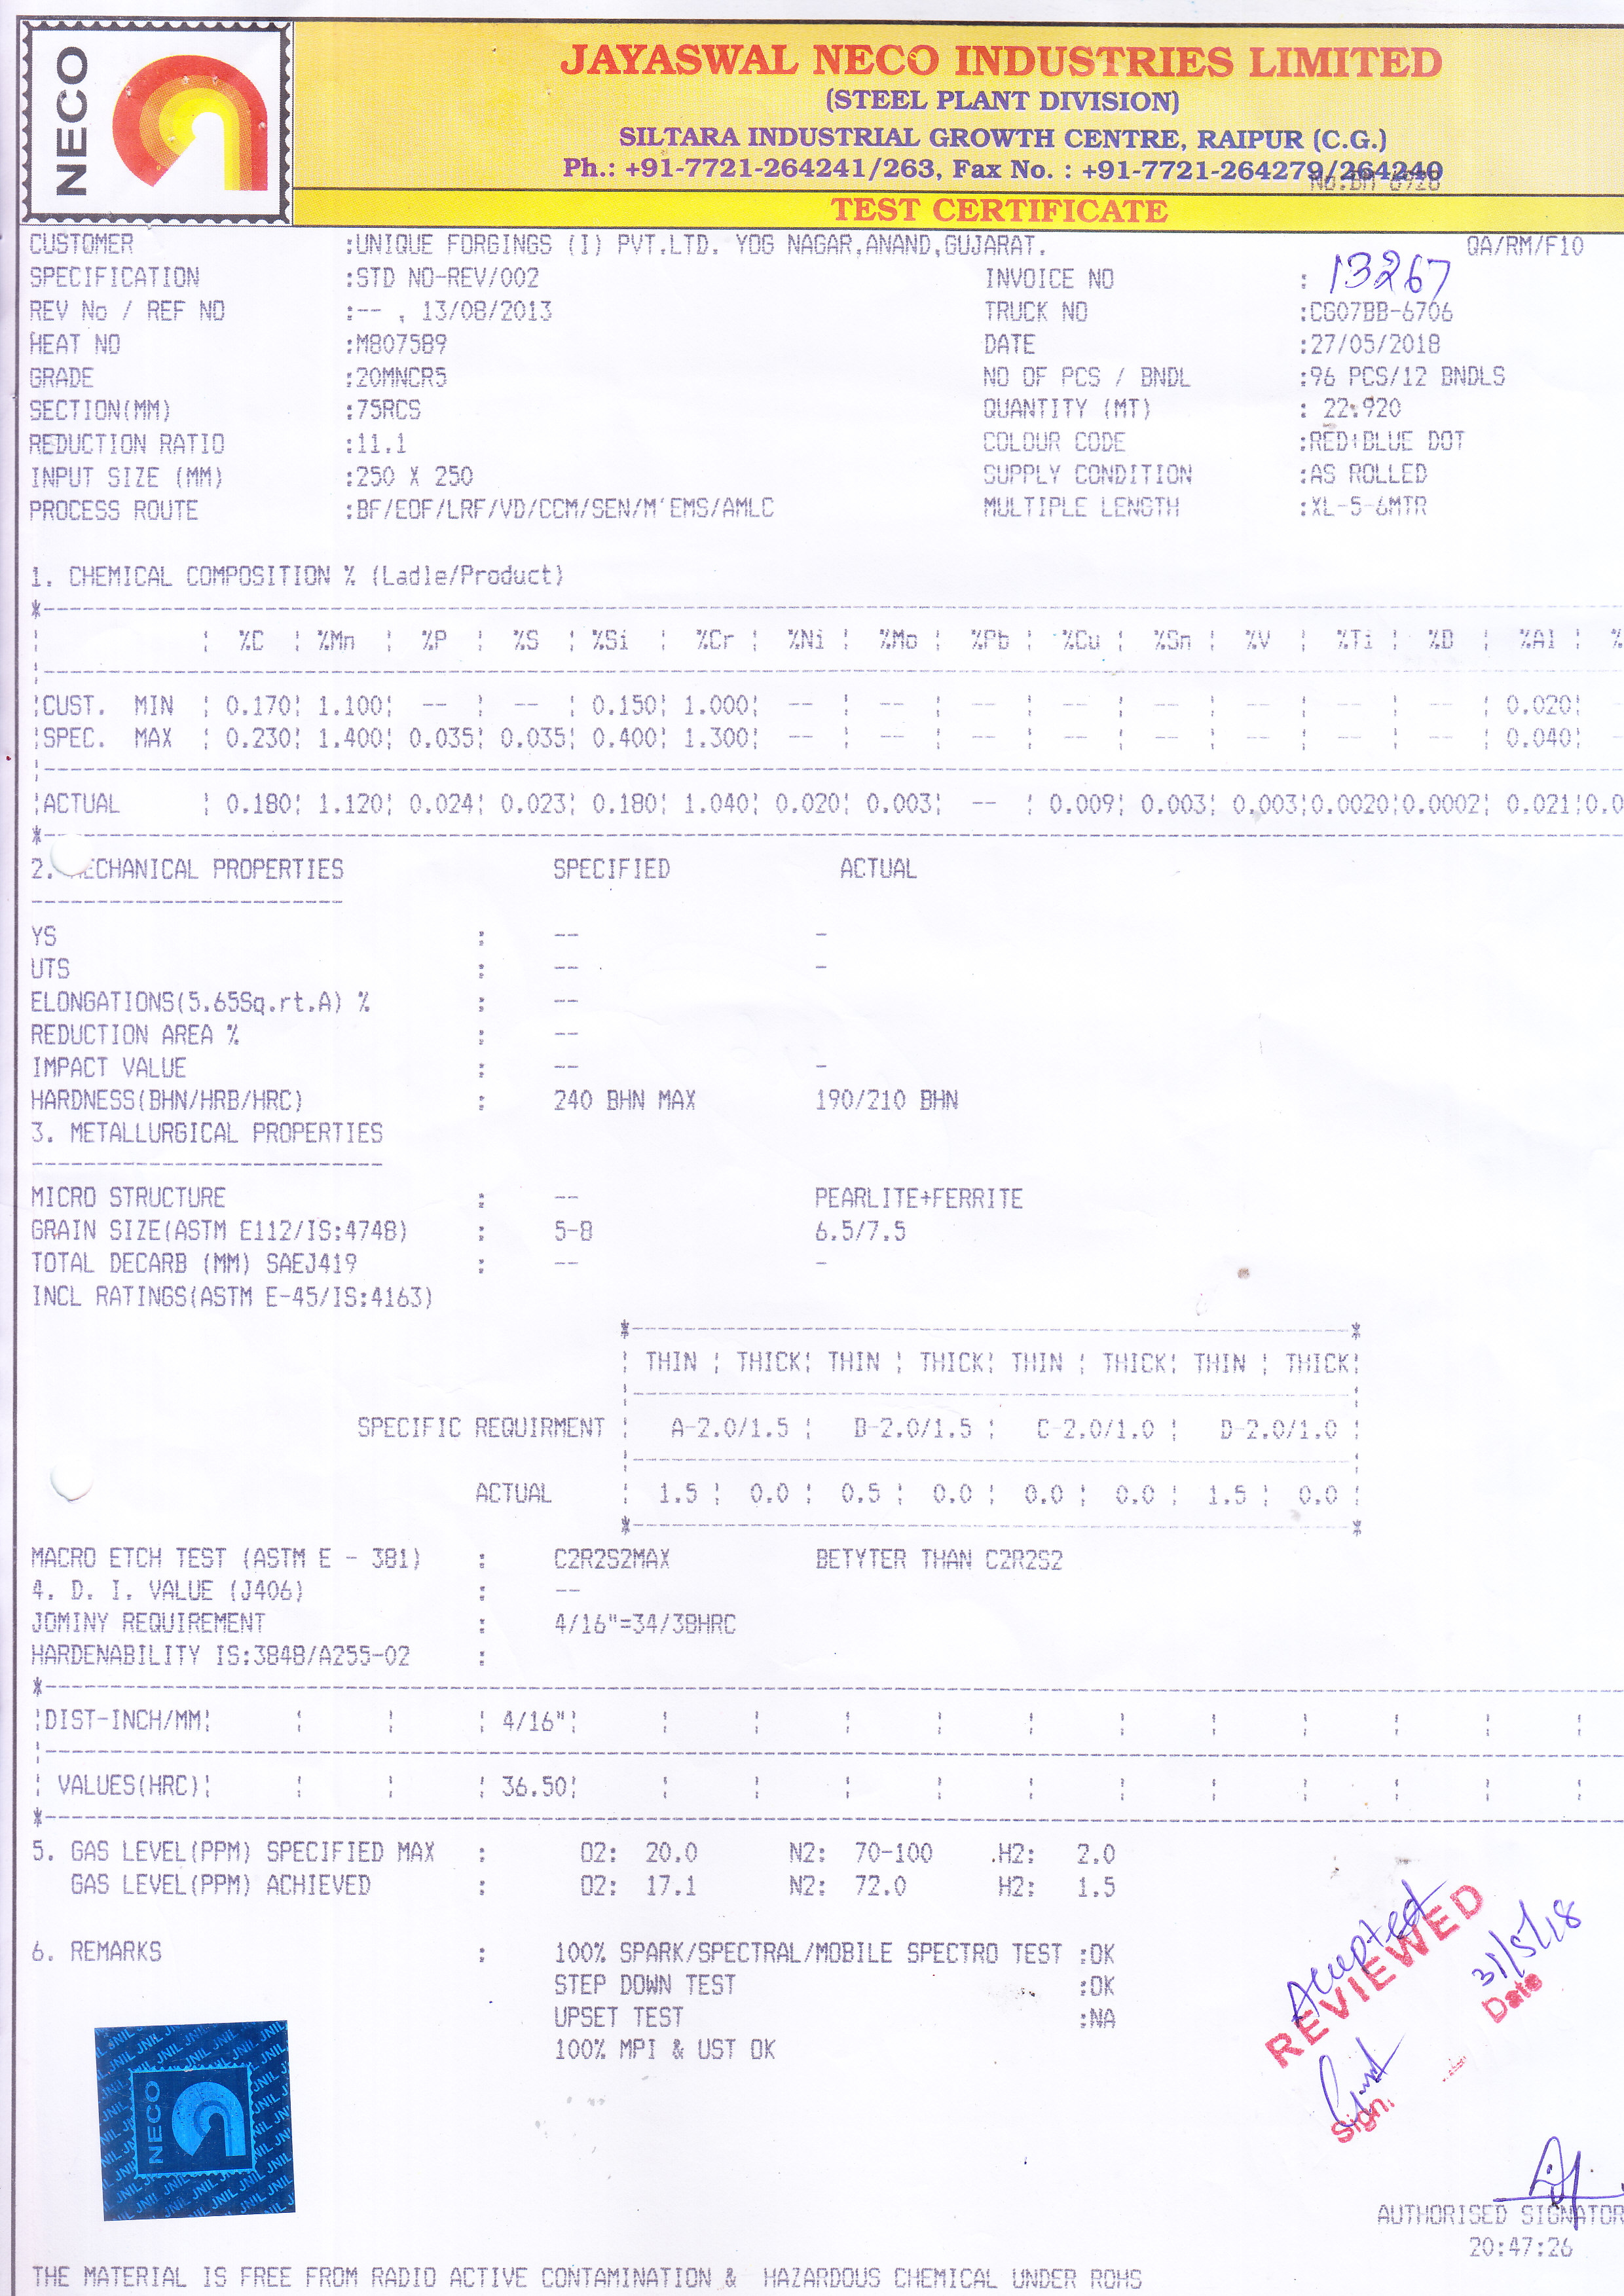 NECO
JAYASWAL NECO INDUSTRIES LIMITED
(STEEL PLANT DIVISION)
SILTARA INDUSTRIAL GROWTH CENTRE, RAIPUR (C.G.)
Ph.: +91-7721-264241/263, Fax No. : +91-7721-264279/264240
TEST CERTIFICATE
CUSTOMER :UNIQUE FORGINGS (I) PVT.LTD. YOG NAGAR,ANAND,GUJARAT. QA/RM/F10
SPECIFICATION :STD NO-REV/002 INVOICE NO : 13267
REV No / REF NO :-- , 13/08/2013 TRUCK NO :CG07BB-6706
HEAT NO :M807589 DATE :27/05/2018
GRADE :20MNCR5 NO OF PCS / BNDL :96 PCS/12 BNDLS
SECTION(MM) :75RCS QUANTITY (MT) : 22.920
REDUCTION RATIO :11.1 COLOUR CODE :RED+BLUE DOT
INPUT SIZE (MM) :250 X 250 SUPPLY CONDITION :AS ROLLED
PROCESS ROUTE :BF/EOF/LRF/VD/CCM/SEN/M'EMS/AMLC MULTIPLE LENGTH :XL-5-6MTR
1. CHEMICAL COMPOSITION % (Ladle/Product)
%C %Mn %P %S %Si %Cr %Ni %Mo %Pb %Cu %Sn %V %Ti %B %Al %
CUST. MIN 0.170 1.100 -- -- 0.150 1.000 -- -- -- -- -- -- -- -- 0.020 -
SPEC. MAX 0.230 1.400 0.035 0.035 0.400 1.300 -- -- -- -- -- -- -- -- 0.040 -
ACTUAL 0.180 1.120 0.024 0.023 0.180 1.040 0.020 0.003 -- 0.009 0.003 0.003 0.0020 0.0002 0.021 0.0
2. MECHANICAL PROPERTIES SPECIFIED ACTUAL
YS : -- -
UTS : -- -
ELONGATIONS(5.65Sq.rt.A) % : --
REDUCTION AREA % : --
IMPACT VALUE : -- -
HARDNESS(BHN/HRB/HRC) : 240 BHN MAX 190/210 BHN
3. METALLURGICAL PROPERTIES
MICRO STRUCTURE : -- PEARLITE+FERRITE
GRAIN SIZE(ASTM E112/IS:4748) : 5-8 6.5/7.5
TOTAL DECARB (MM) SAEJ419 : -- -
INCL RATINGS(ASTM E-45/IS:4163)
THIN THICK THIN THICK THIN THICK THIN THICK
SPECIFIC REQUIRMENT A-2.0/1.5 B-2.0/1.5 C-2.0/1.0 D-2.0/1.0
ACTUAL 1.5 0.0 0.5 0.0 0.0 0.0 1.5 0.0
MACRO ETCH TEST (ASTM E - 381) : C2R2S2MAX BETYTER THAN C2R2S2
4. D. I. VALUE (J406) : --
JOMINY REQUIREMENT : 4/16"=34/38HRC
HARDENABILITY IS:3848/A255-02 :
DIST-INCH/MM 4/16"
VALUES(HRC) 36.50
5. GAS LEVEL(PPM) SPECIFIED MAX : O2: 20.0 N2: 70-100 .H2: 2.0
GAS LEVEL(PPM) ACHIEVED : O2: 17.1 N2: 72.0 H2: 1.5
6. REMARKS : 100% SPARK/SPECTRAL/MOBILE SPECTRO TEST :OK
STEP DOWN TEST :OK
UPSET TEST :NA
100% MPI & UST OK
Accepted
REVIEWED
31/5/18
Date
Sign.
NECO
JNIL
AUTHORISED SIGNATOR
20:47:26
THE MATERIAL IS FREE FROM RADIO ACTIVE CONTAMINATION & HAZARDOUS CHEMICAL UNDER ROHS